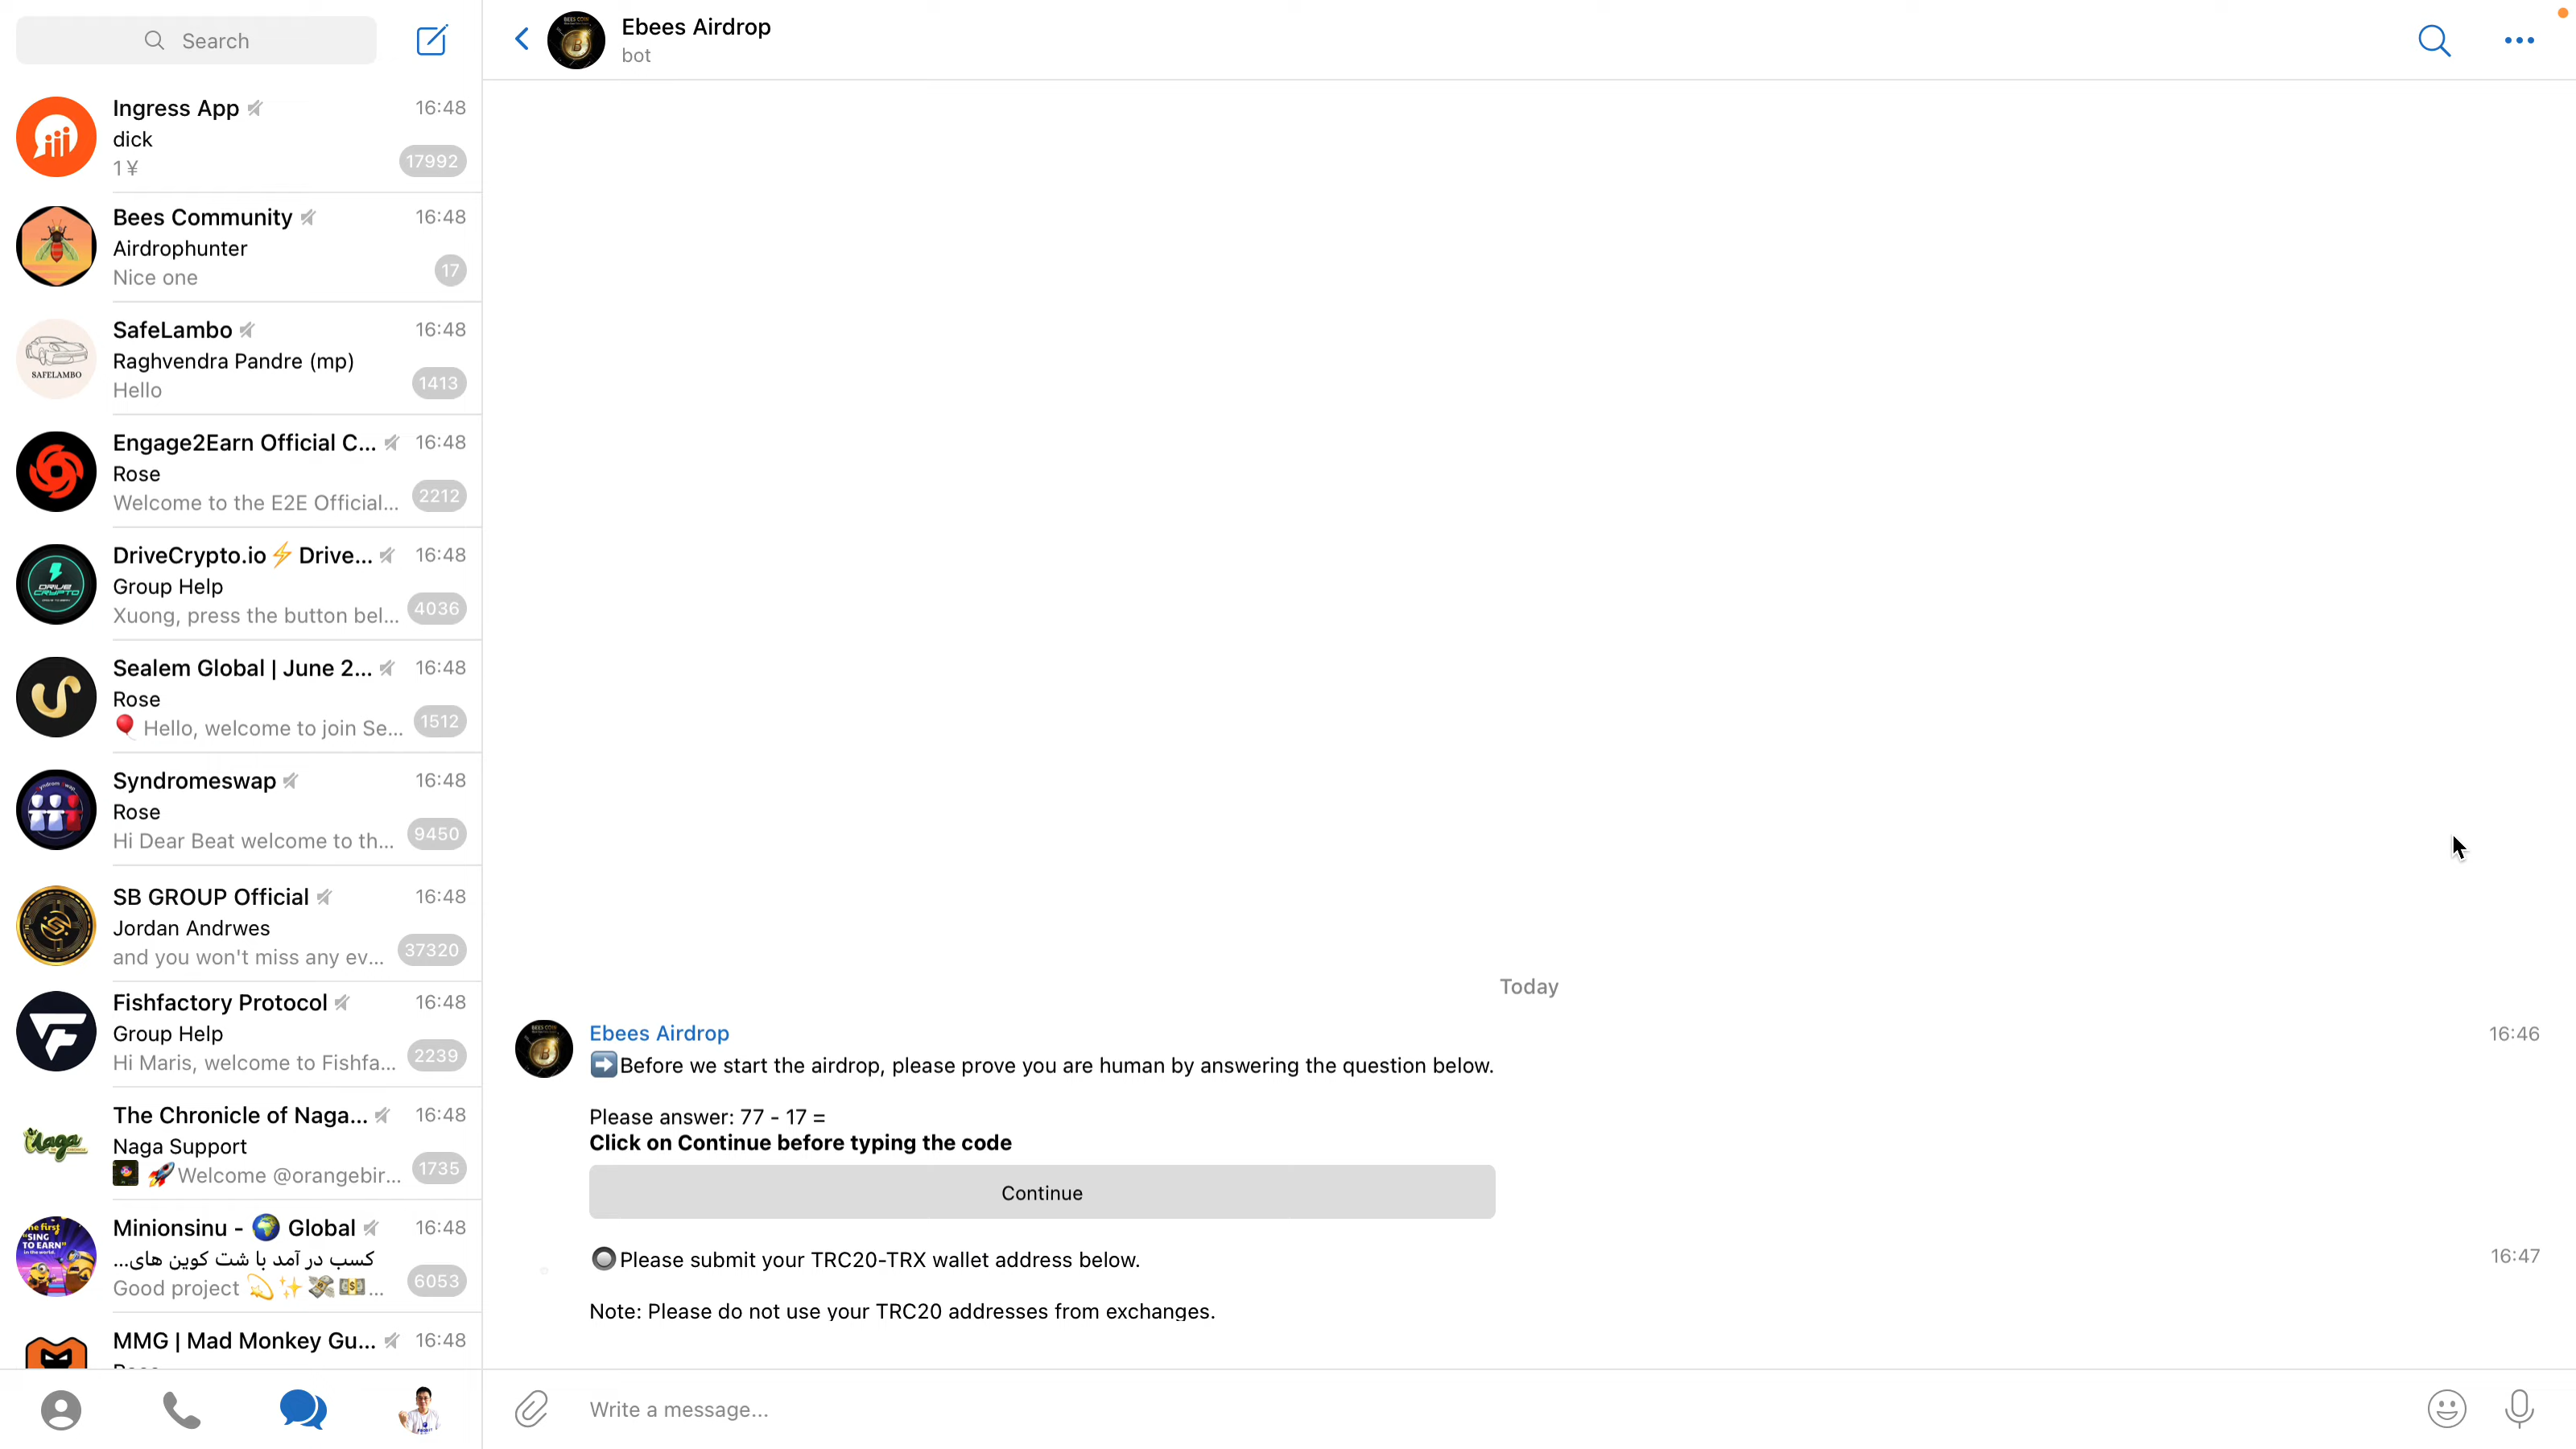 Search
Ebees Airdrop
bot
Ingress App
16:48
dick
1¥
17992
Bees Community
16:48
Airdrophunter
Nice one
17
SafeLambo
16:48
Raghvendra Pandre (mp)
Hello
1413
SAFELAMBO
Engage2Earn Official C...
16:48
Rose
Welcome to the E2E Official...
2212
DriveCrypto.io⚡Drive...
16:48
Group Help
Xuong, press the button bel...
4036
DRIVE
CRYPTO
Sealem Global | June 2...
16:48
Rose
🎈 Hello, welcome to join Se...
1512
Syndromeswap
16:48
Rose
Hi Dear Beat welcome to th...
9450
SB GROUP Official
16:48
Jordan Andrwes
and you won't miss any ev...
37320
Fishfactory Protocol
16:48
Group Help
Hi Maris, welcome to Fishfa...
2239
The Chronicle of Naga...
16:48
Naga Support
🚀Welcome @orangebir...
1735
Naga
Minionsinu - 🌍 Global
16:48
کسب در آمد با شت کوین های...
Good project 💫✨💸💵...
6053
"SING
TO EARN"
MMG | Mad Monkey Gu...
16:48
Today
Ebees Airdrop
16:46
➡️Before we start the airdrop, please prove you are human by answering the question below.
Please answer: 77 - 17 =
Click on Continue before typing the code
Continue
🔘Please submit your TRC20-TRX wallet address below.
16:47
Note: Please do not use your TRC20 addresses from exchanges.
Write a message...